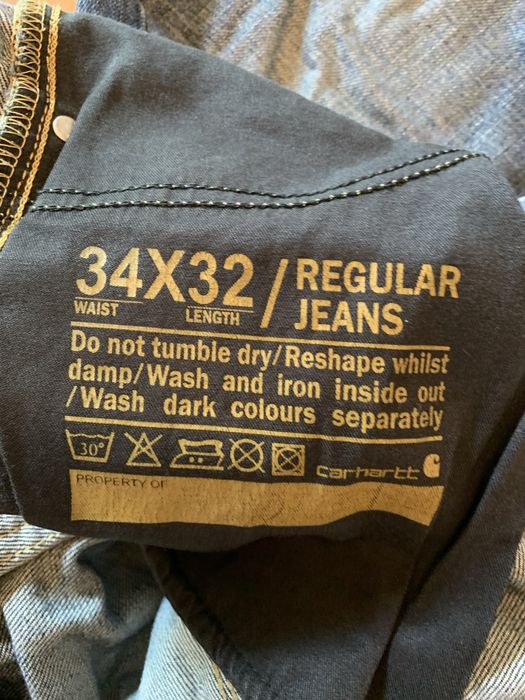 34X32 / REGULAR JEANS
WAIST LENGTH
Do not tumble dry/Reshape whilst
damp/Wash and iron inside out
/Wash dark colours separately
30° carhartt
PROPERTY OF